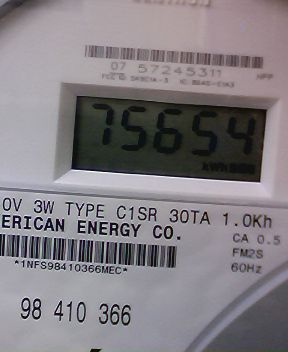 07 57245311
HPP
75654
kWh
0V 3W TYPE C1SR 30TA 1.0Kh
ERICAN ENERGY CO.
CA 0.5
FM2S
60Hz
*1NFS98410366MEC*
98 410 366